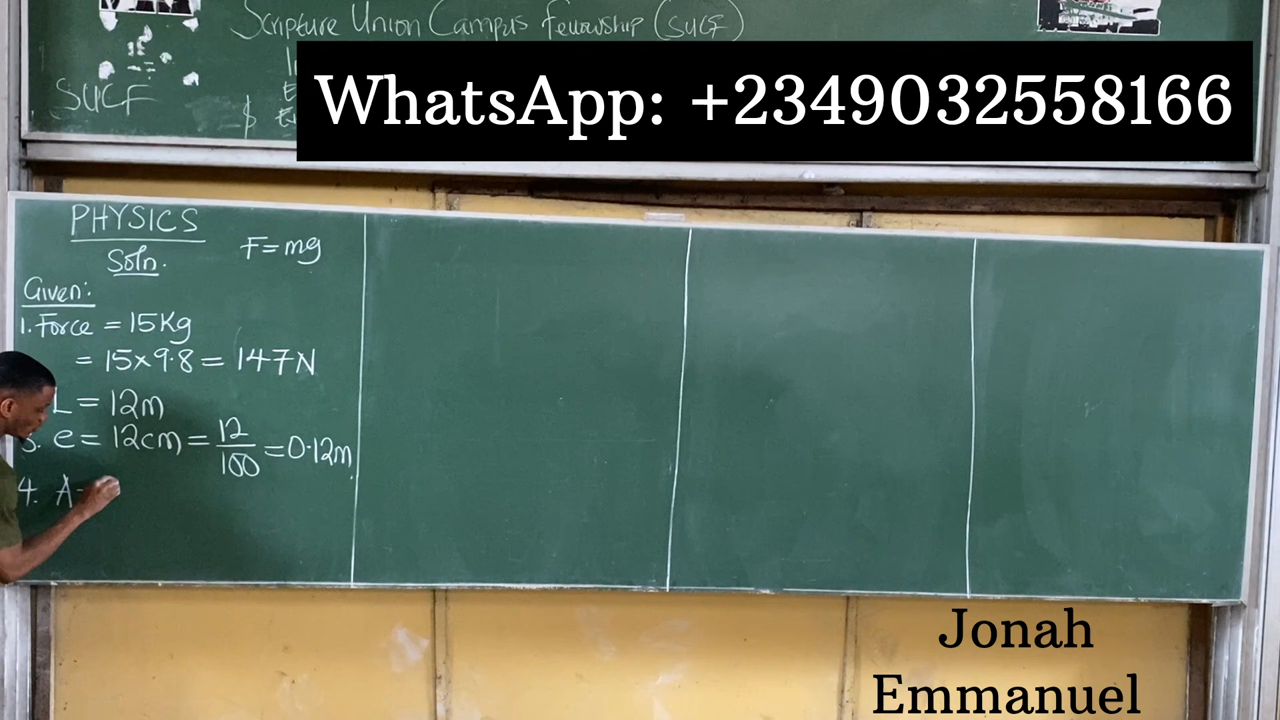 Scripture Union Campus Fellowship (SUCF)
SUCF
$
WhatsApp: +2349032558166
PHYSICS
Soln.
F=mg
Given:
1. Force = 15Kg
= 15×9.8 = 147N
L = 12m
3. e = 12cm = 12/100 = 0.12m
4. A
Jonah
Emmanuel